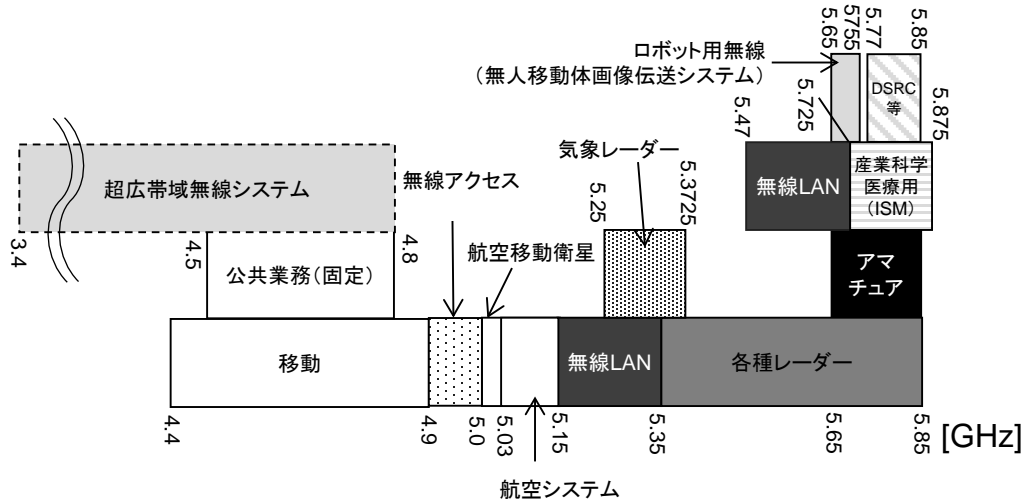 5.65
5755
5.77
5.85
ロボット用無線
（無人移動体画像伝送システム）
DSRC
等
5.47
5.725
5.875
気象レーダー
超広帯域無線システム
無線アクセス
5.25
5.3725
無線LAN
産業科学
医療用
（ISM）
3.4
4.5
公共業務（固定）
4.8
航空移動衛星
アマ
チュア
移動
無線LAN
各種レーダー
4.4
4.9
5.0
5.03
5.15
5.35
5.65
5.85
[GHz]
航空システム